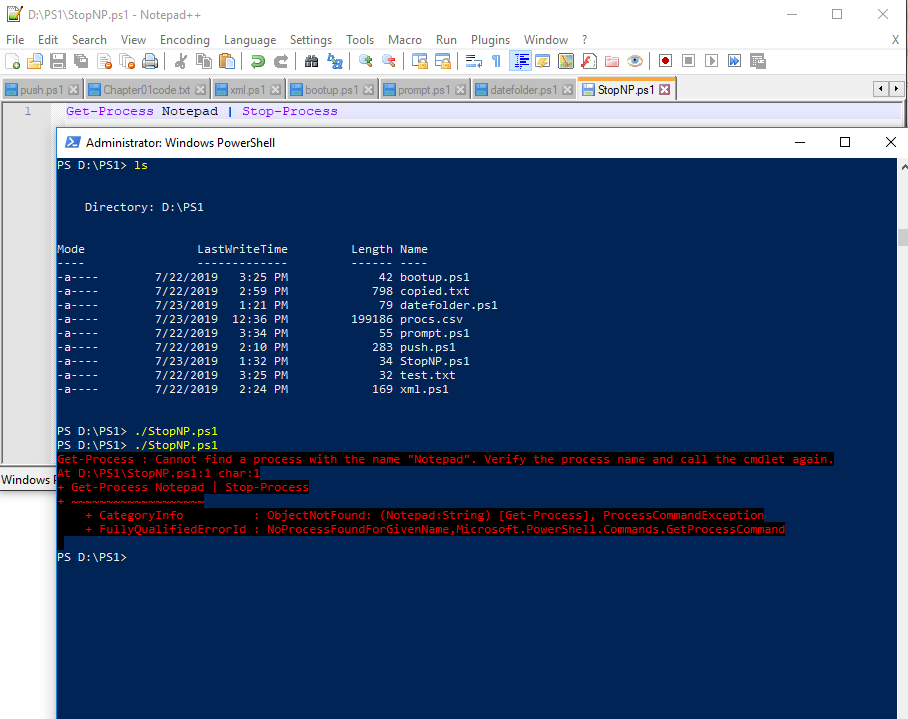 D:\PS1\StopNP.ps1 - Notepad++
File Edit Search View Encoding Language Settings Tools Macro Run Plugins Window ? X
push.ps1 Chapter01code.txt xml.ps1 bootup.ps1 prompt.ps1 datefolder.ps1 StopNP.ps1
1 Get-Process Notepad | Stop-Process
Administrator: Windows PowerShell
PS D:\PS1> ls
Directory: D:\PS1
Mode LastWriteTime Length Name
---- ------------- ------ ----
-a---- 7/22/2019 3:25 PM 42 bootup.ps1
-a---- 7/22/2019 2:59 PM 798 copied.txt
-a---- 7/23/2019 1:21 PM 79 datefolder.ps1
-a---- 7/23/2019 12:36 PM 199186 procs.csv
-a---- 7/22/2019 3:34 PM 55 prompt.ps1
-a---- 7/22/2019 2:10 PM 283 push.ps1
-a---- 7/23/2019 1:32 PM 34 StopNP.ps1
-a---- 7/22/2019 3:25 PM 32 test.txt
-a---- 7/22/2019 2:24 PM 169 xml.ps1
PS D:\PS1> ./StopNP.ps1
PS D:\PS1> ./StopNP.ps1
Get-Process : Cannot find a process with the name "Notepad". Verify the process name and call the cmdlet again.
At D:\PS1\StopNP.ps1:1 char:1
+ Get-Process Notepad | Stop-Process
+ ~~~~~~~~~~~~~~~~~~~
+ CategoryInfo : ObjectNotFound: (Notepad:String) [Get-Process], ProcessCommandException
+ FullyQualifiedErrorId : NoProcessFoundForGivenName,Microsoft.PowerShell.Commands.GetProcessCommand
Windows P
PS D:\PS1>